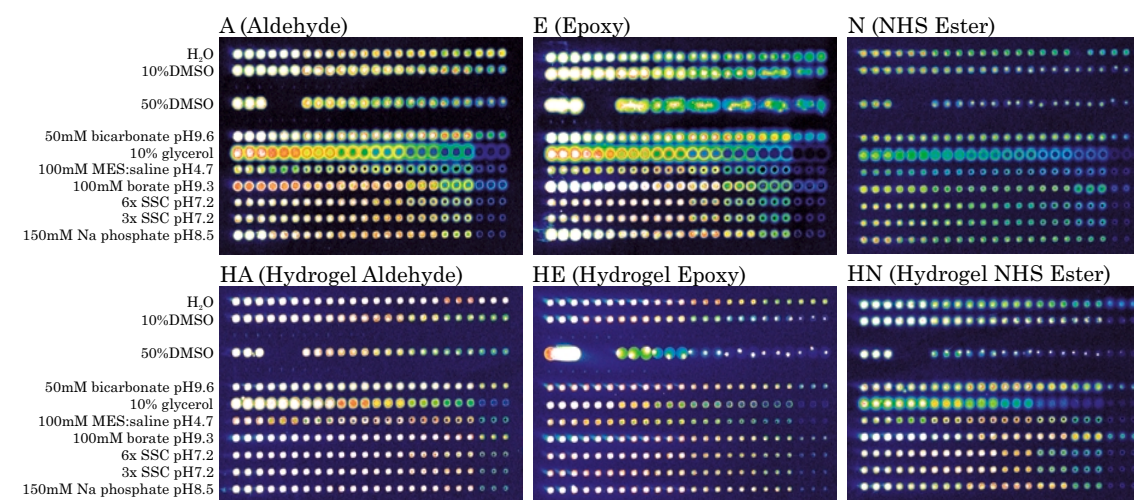 A (Aldehyde)
E (Epoxy)
N (NHS Ester)
H₂O
10%DMSO
50%DMSO
50mM bicarbonate pH9.6
10% glycerol
100mM MES:saline pH4.7
100mM borate pH9.3
6x SSC pH7.2
3x SSC pH7.2
150mM Na phosphate pH8.5
HA (Hydrogel Aldehyde)
HE (Hydrogel Epoxy)
HN (Hydrogel NHS Ester)
H₂O
10%DMSO
50%DMSO
50mM bicarbonate pH9.6
10% glycerol
100mM MES:saline pH4.7
100mM borate pH9.3
6x SSC pH7.2
3x SSC pH7.2
150mM Na phosphate pH8.5